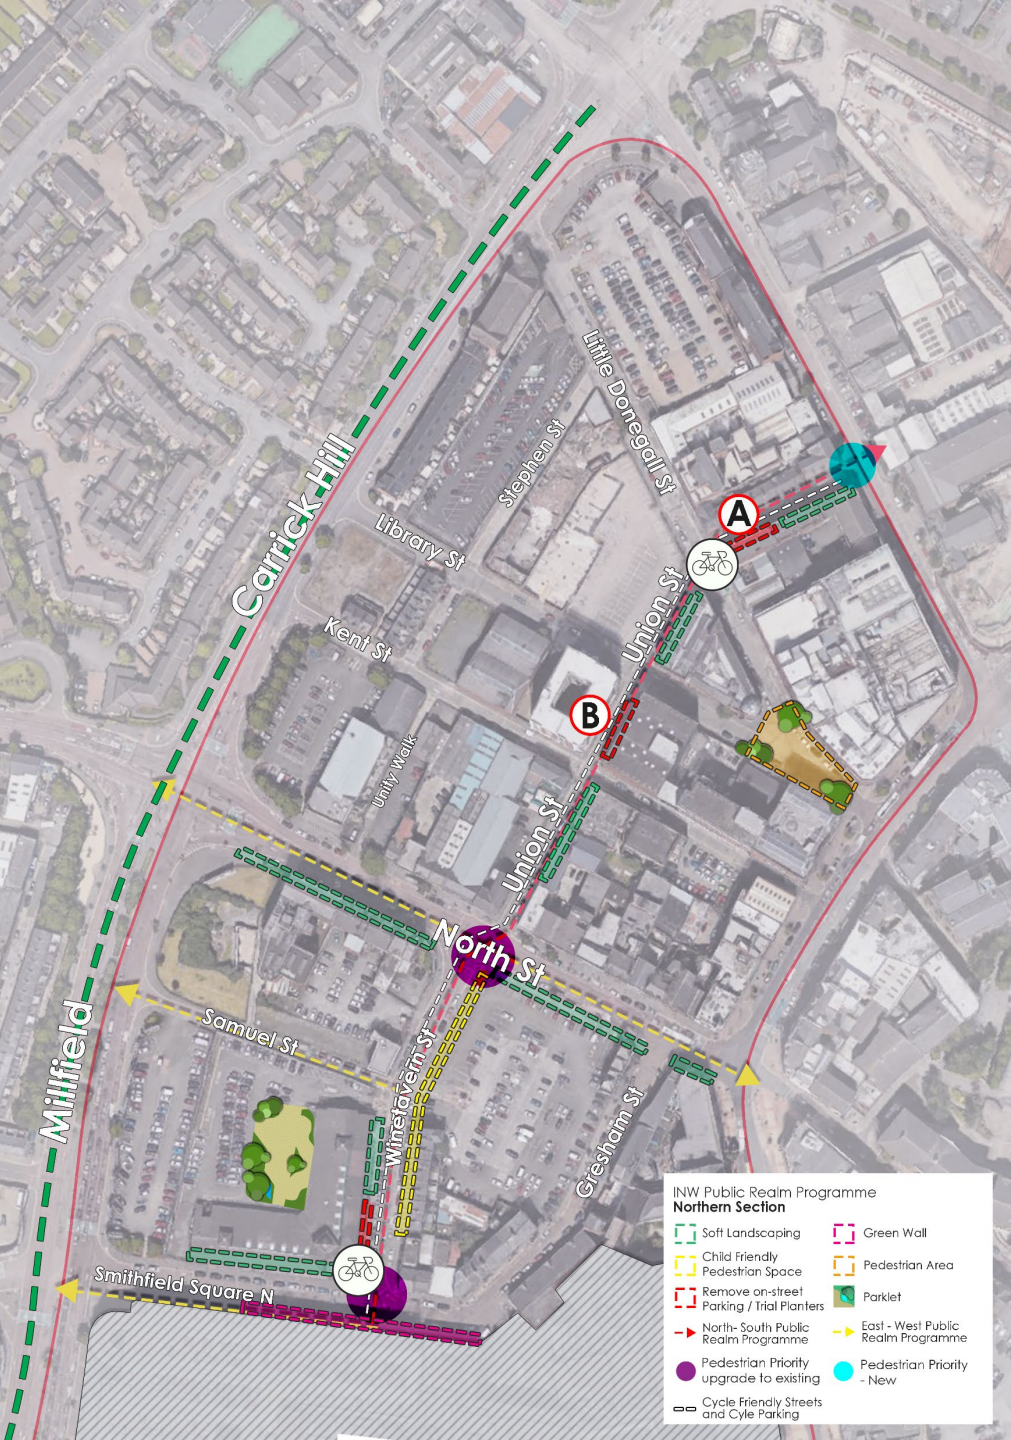 Little Donegall St
Stephen St
Carrick Hill
A
Library St
Union St
Kent St
B
Unity Walk
Union St
North St
Millfield
Samuel St
Winetavern St
Gresham St
Smithfield Square N
INW Public Realm Programme
Northern Section
Soft Landscaping
Green Wall
Child Friendly
Pedestrian Space
Pedestrian Area
Remove on-street
Parking / Trial Planters
Parklet
North- South Public
Realm Programme
East - West Public
Realm Programme
Pedestrian Priority
upgrade to existing
Pedestrian Priority
- New
Cycle Friendly Streets
and Cyle Parking